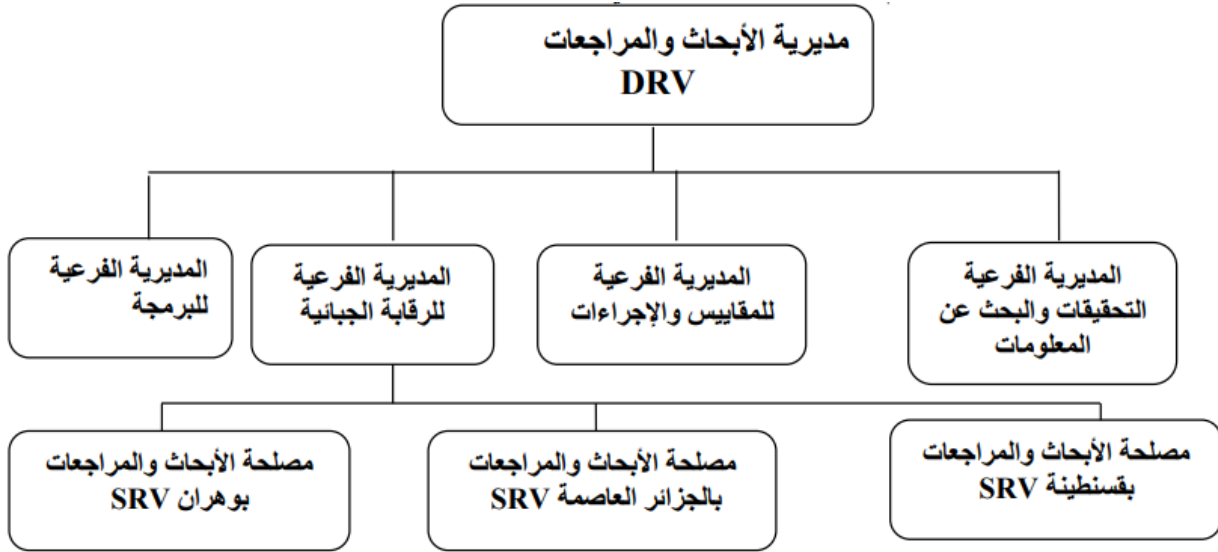 مديرية الأبحاث والمراجعات
DRV
المديرية الفرعية
التحقيقات والبحث عن
المعلومات
المديرية الفرعية
للمقاييس والإجراءات
المديرية الفرعية
للرقابة الجبائية
المديرية الفرعية
للبرمجة
مصلحة الأبحاث والمراجعات
بقسنطينة SRV
مصلحة الأبحاث والمراجعات
بالجزائر العاصمة SRV
مصلحة الأبحاث والمراجعات
بوهران SRV